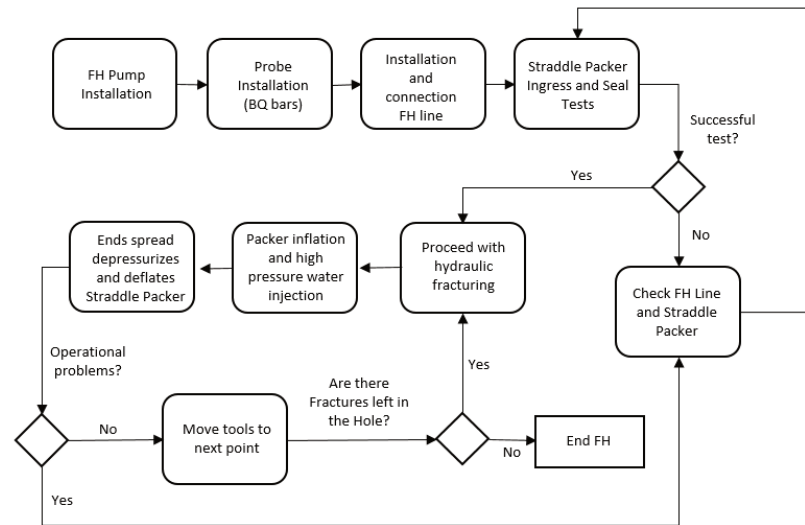 FH Pump
Installation
Probe
Installation
(BQ bars)
Installation
and
connection
FH line
Straddle Packer
Ingress and Seal
Tests
Successful
test?
Yes
No
Ends spread
depressurizes
and deflates
Straddle Packer
Packer inflation
and high
pressure water
injection
Proceed with
hydraulic
fracturing
Check FH Line
and Straddle
Packer
Operational
problems?
No
Yes
Move tools to
next point
Are there
Fractures left in
the Hole?
Yes
No
End FH